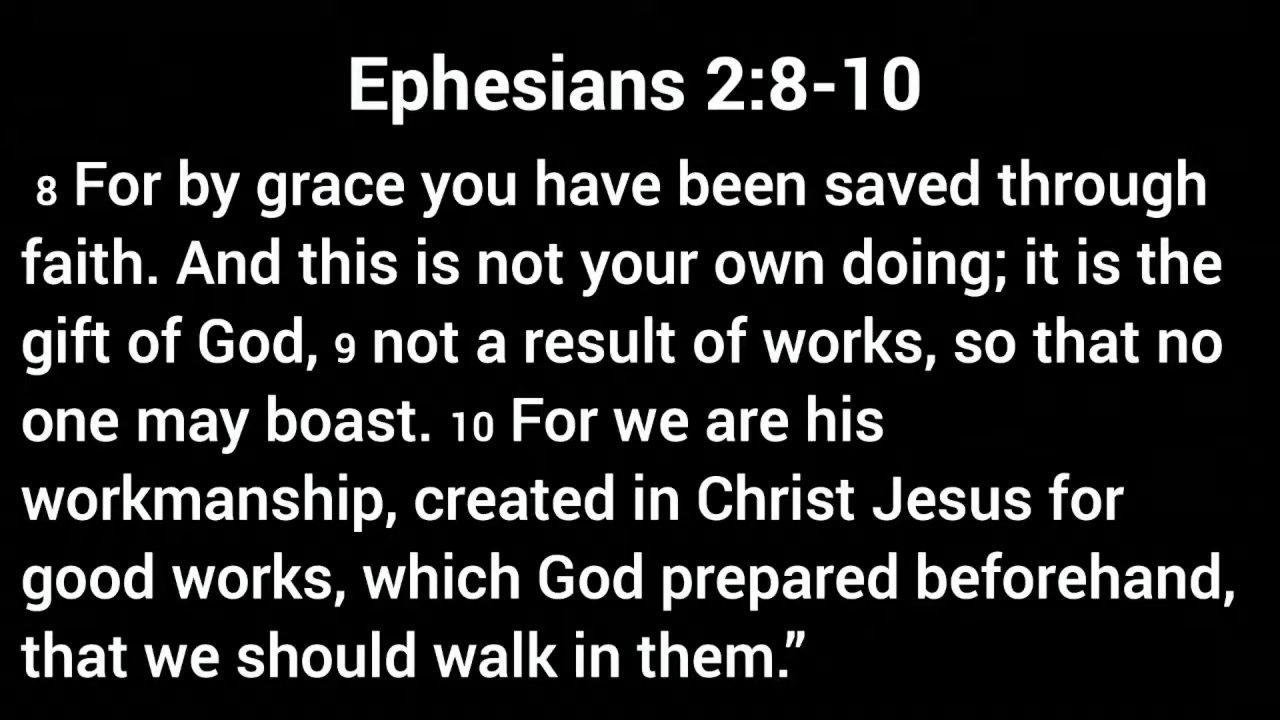 Ephesians 2:8-10
8 For by grace you have been saved through
faith. And this is not your own doing; it is the
gift of God, 9 not a result of works, so that no
one may boast. 10 For we are his
workmanship, created in Christ Jesus for
good works, which God prepared beforehand,
that we should walk in them.”